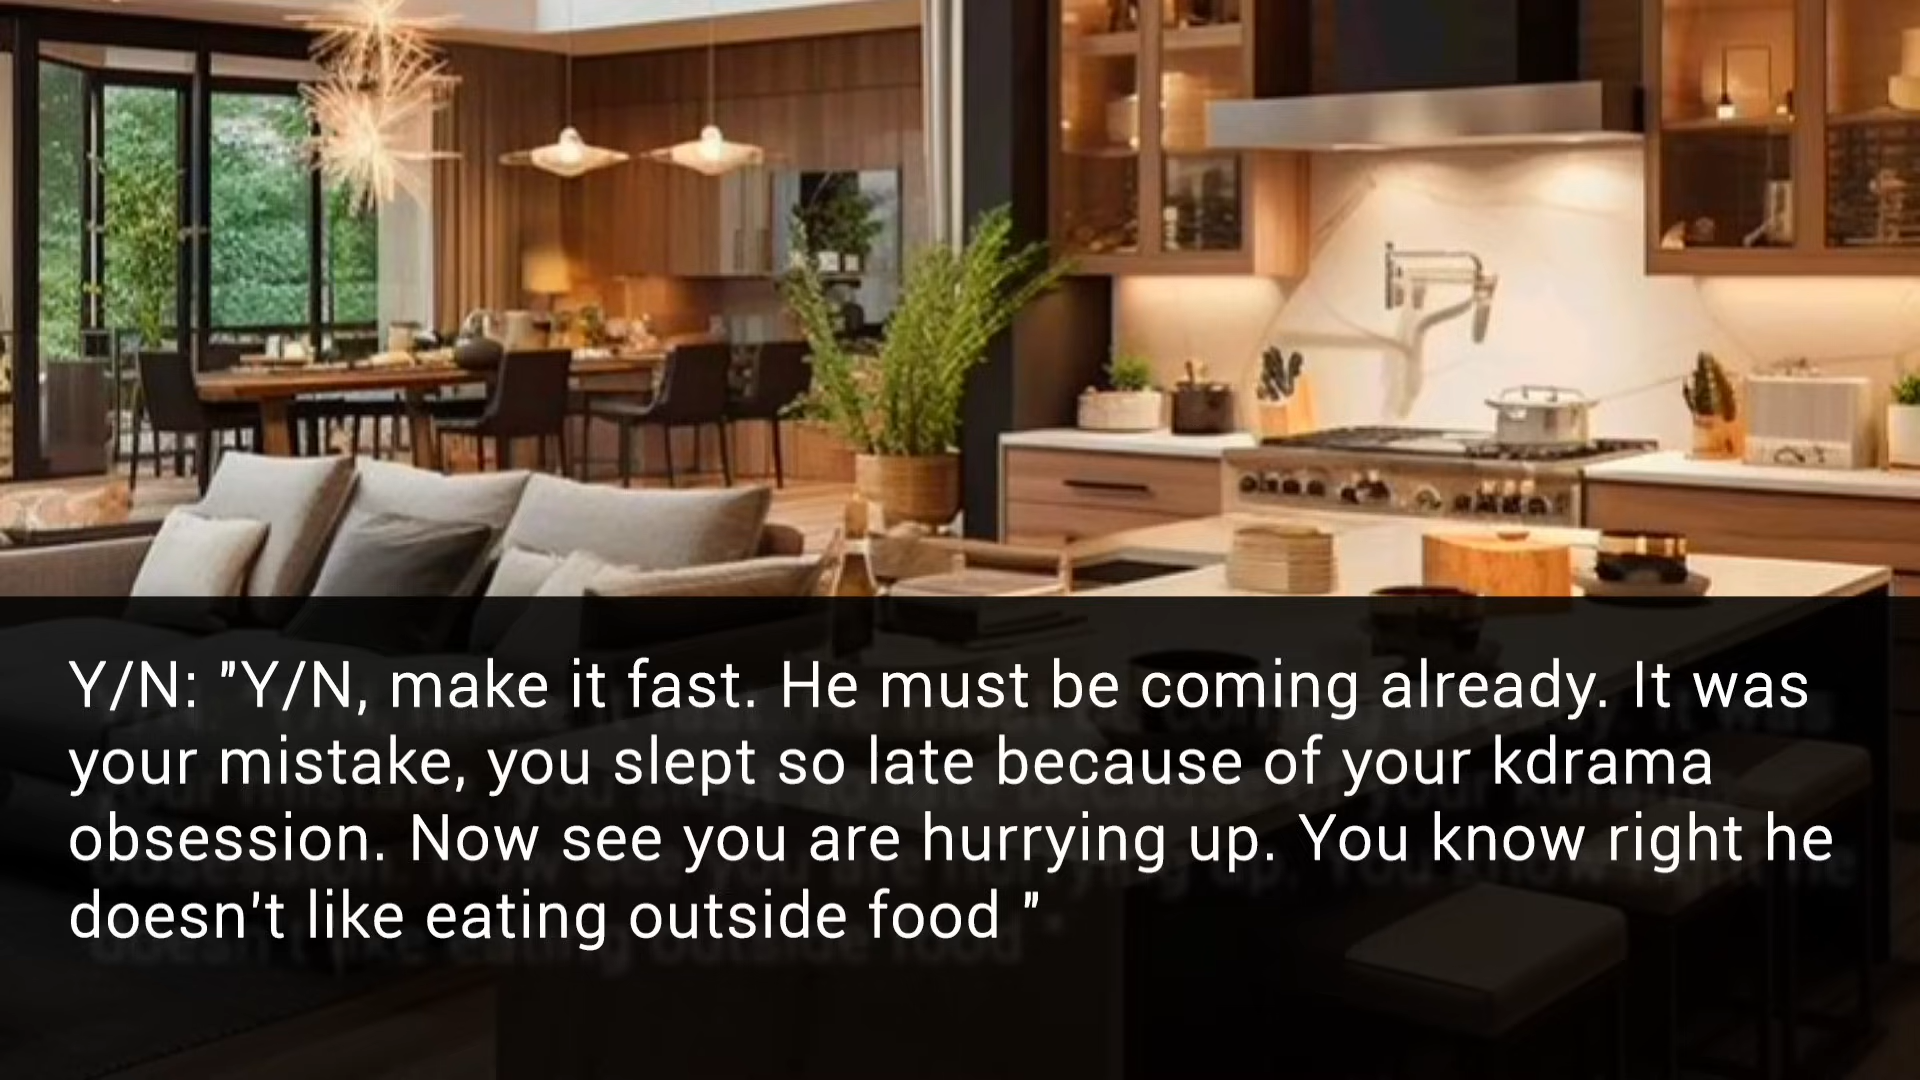 Y/N: "Y/N, make it fast. He must be coming already. It was
your mistake, you slept so late because of your kdrama
obsession. Now see you are hurrying up. You know right he
doesn't like eating outside food "